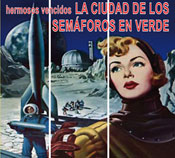 hermosos vencidos LA CIUDAD DE LOS
SEMÁFOROS EN VERDE